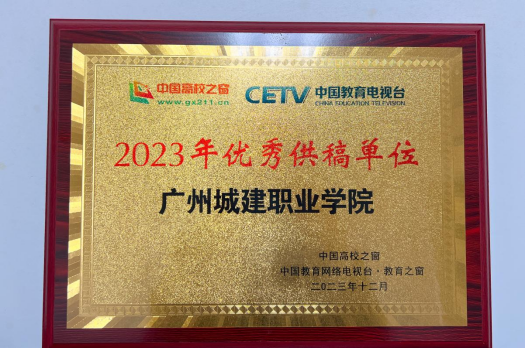 中国高校之窗 CETV 中国教育电视台
www.gx211.cn CHINA EDUCATION TELEVISION
2023年优秀供稿单位
广州城建职业学院
中国高校之窗
中国教育网络电视台·教育之窗
二〇二三年十二月